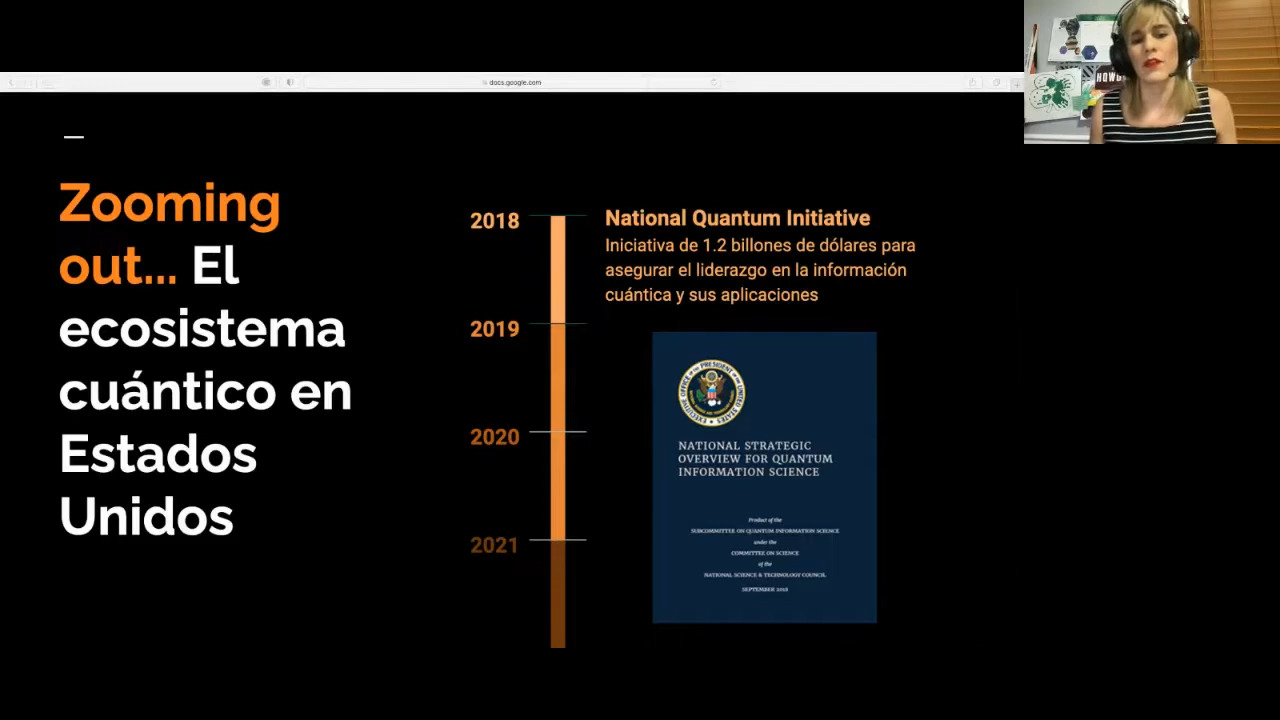 docs.google.com
Zooming
out... El
ecosistema
cuántico en
Estados
Unidos
2018
2019
2020
2021
National Quantum Initiative
Iniciativa de 1.2 billones de dólares para
asegurar el liderazgo en la información
cuántica y sus aplicaciones
NATIONAL STRATEGIC
OVERVIEW FOR QUANTUM
INFORMATION SCIENCE
Product of the
SUBCOMMITTEE ON QUANTUM INFORMATION SCIENCE
under the
COMMITTEE ON SCIENCE
of the
NATIONAL SCIENCE & TECHNOLOGY COUNCIL
SEPTEMBER 2018